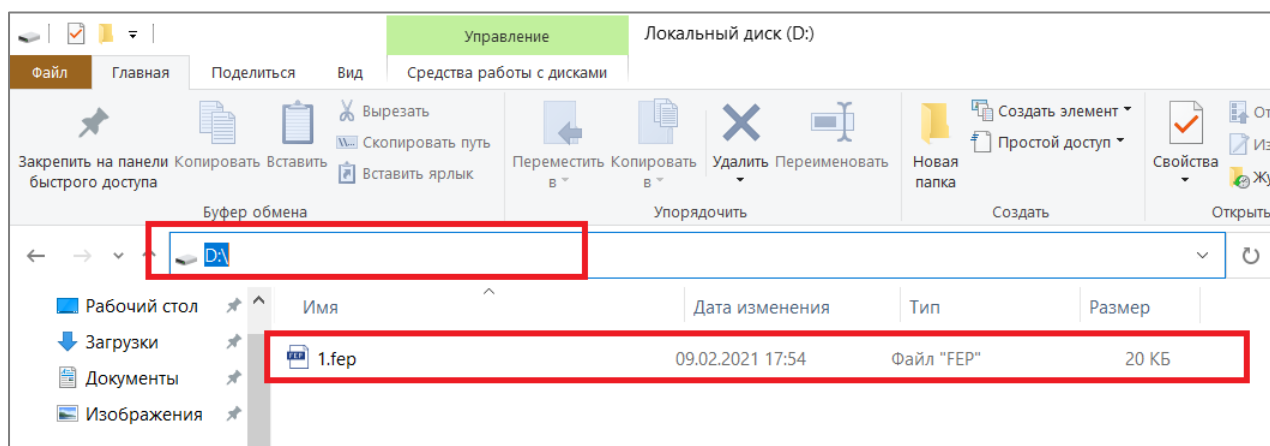 Управление
Локальный диск (D:)
Файл
Главная
Поделиться
Вид
Средства работы с дисками
Закрепить на панели
быстрого доступа
Копировать
Вставить
Вырезать
Скопировать путь
Вставить ярлык
Буфер обмена
Переместить
в
Копировать
в
Удалить
Переименовать
Упорядочить
Новая
папка
Создать элемент
Простой доступ
Создать
Свойства
От
Из
Жу
Открыть
D:\
Рабочий стол
Загрузки
Документы
Изображения
Имя
Дата изменения
Тип
Размер
1.fep
09.02.2021 17:54
Файл "FEP"
20 КБ